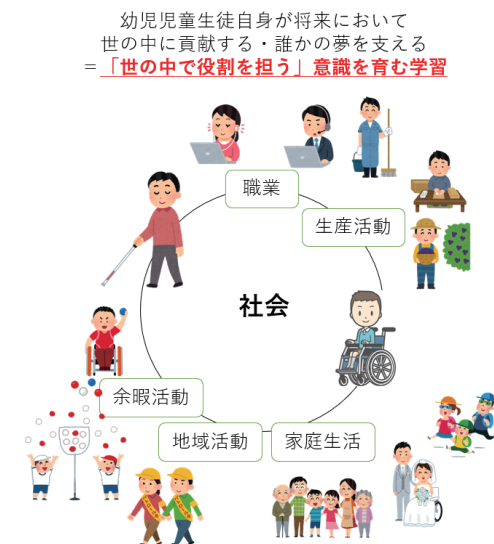 幼児児童生徒自身が将来において
世の中に貢献する・誰かの夢を支える
=「世の中で役割を担う」意識を育む学習
職業
生産活動
社会
余暇活動
地域活動
家庭生活